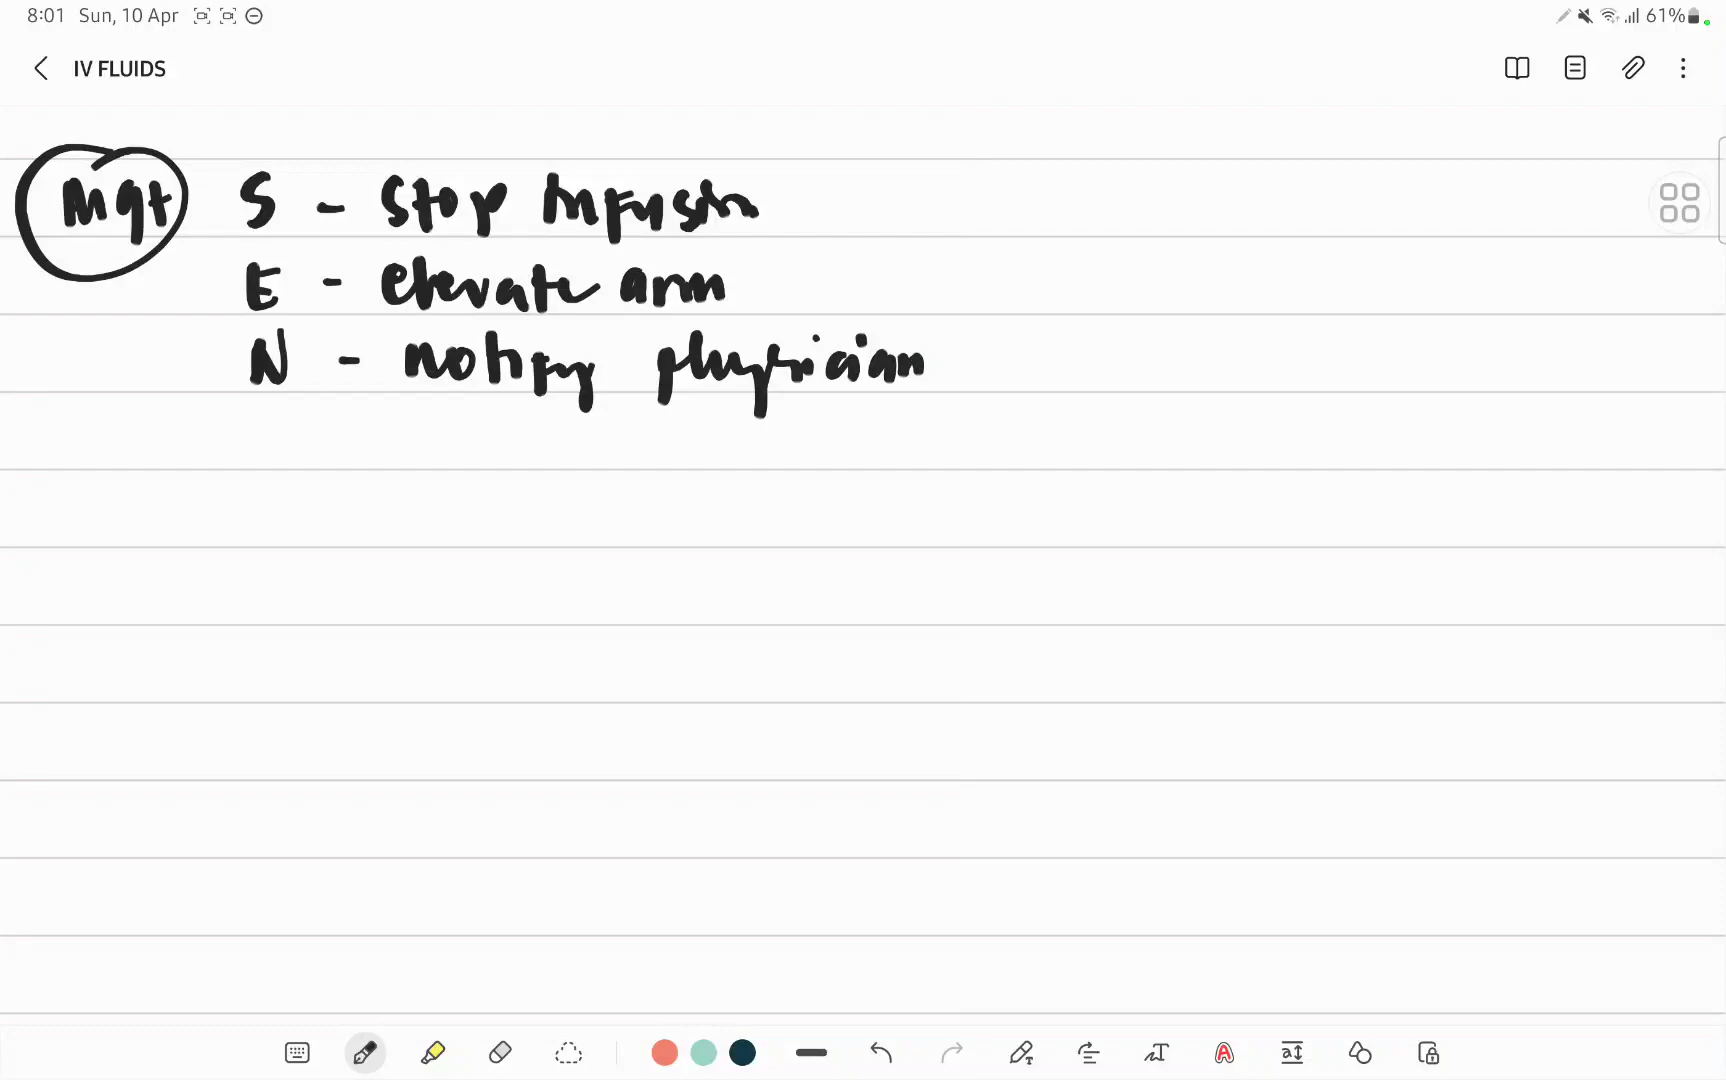 8:01 Sun, 10 Apr 61%
IV FLUIDS
Mgt S - Stop infusion
E - elevate arm
N - notify physician